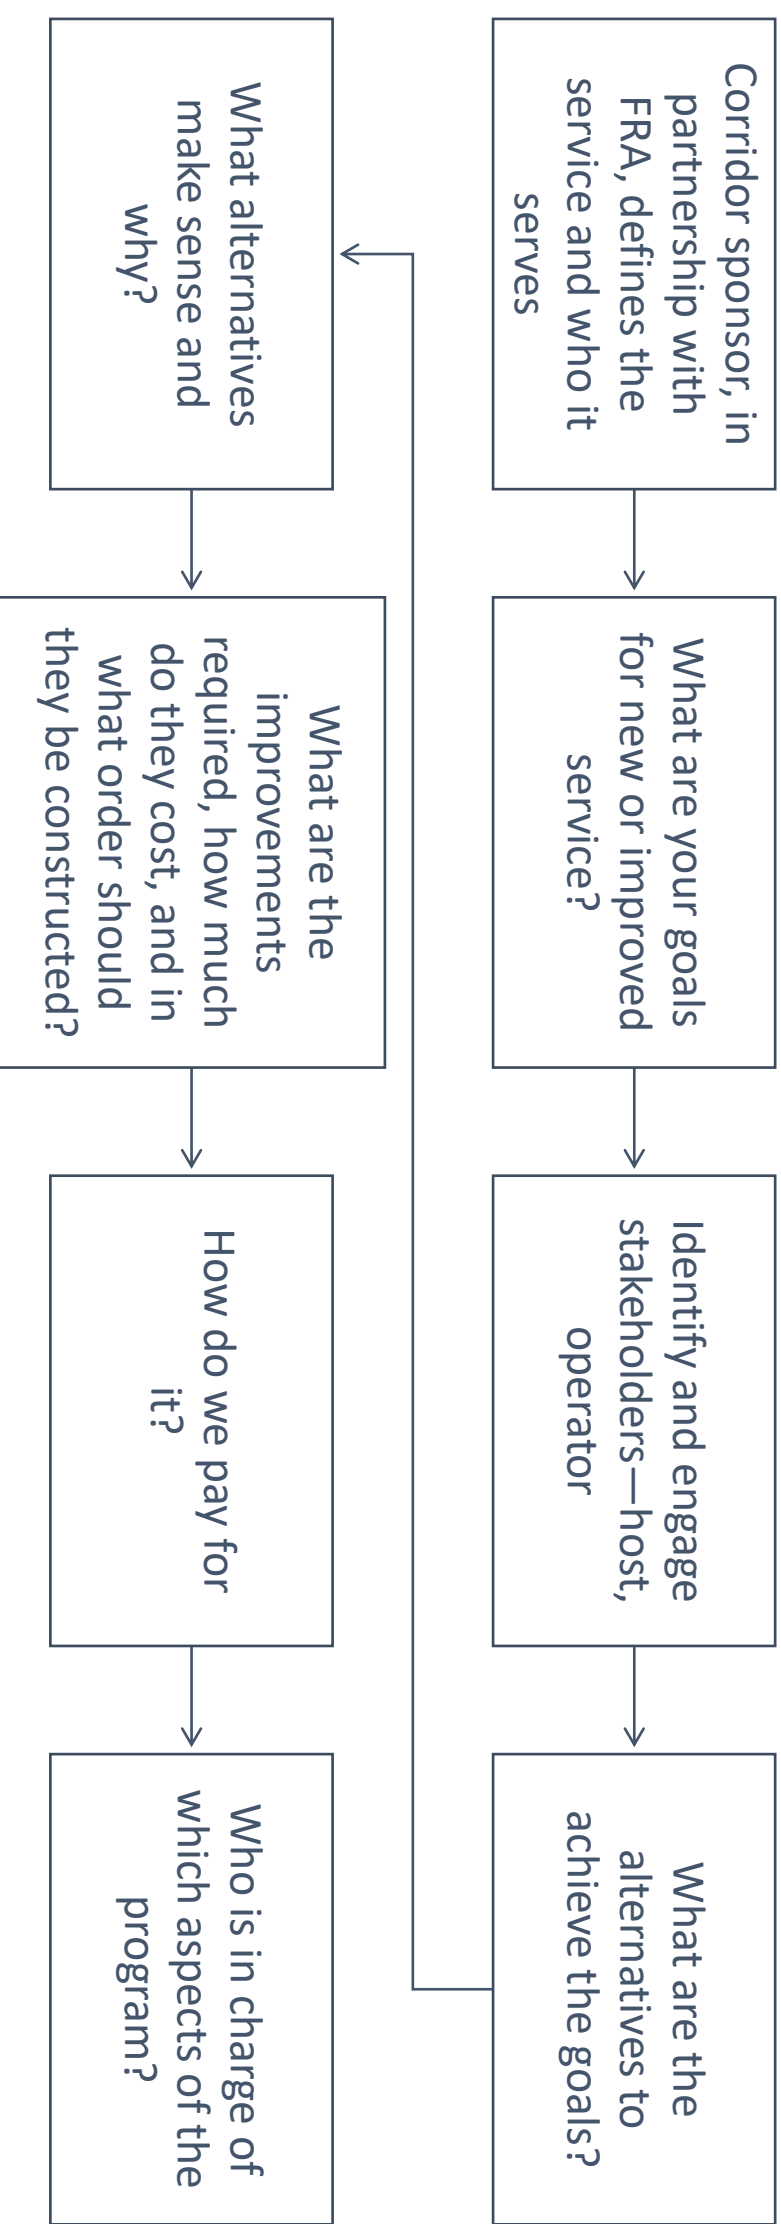 Corridor sponsor, in
partnership with
FRA, defines the
service and who it
serves
What are your goals
for new or improved
service?
Identify and engage
stakeholders—host,
operator
What are the
alternatives to
achieve the goals?
What alternatives
make sense and
why?
What are the
improvements
required, how much
do they cost, and in
what order should
they be constructed?
How do we pay for
it?
Who is in charge of
which aspects of the
program?